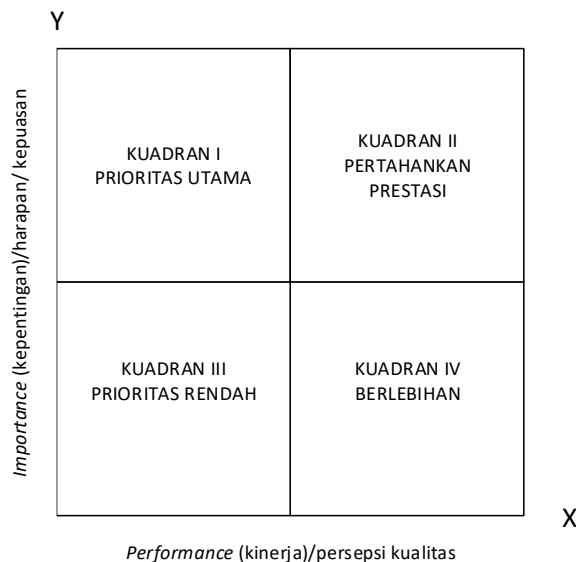 Y
Importance (kepentingan)/harapan/ kepuasan
KUADRAN I
PRIORITAS UTAMA
KUADRAN II
PERTAHANKAN
PRESTASI
KUADRAN III
PRIORITAS RENDAH
KUADRAN IV
BERLEBIHAN
X
Performance (kinerja)/persepsi kualitas